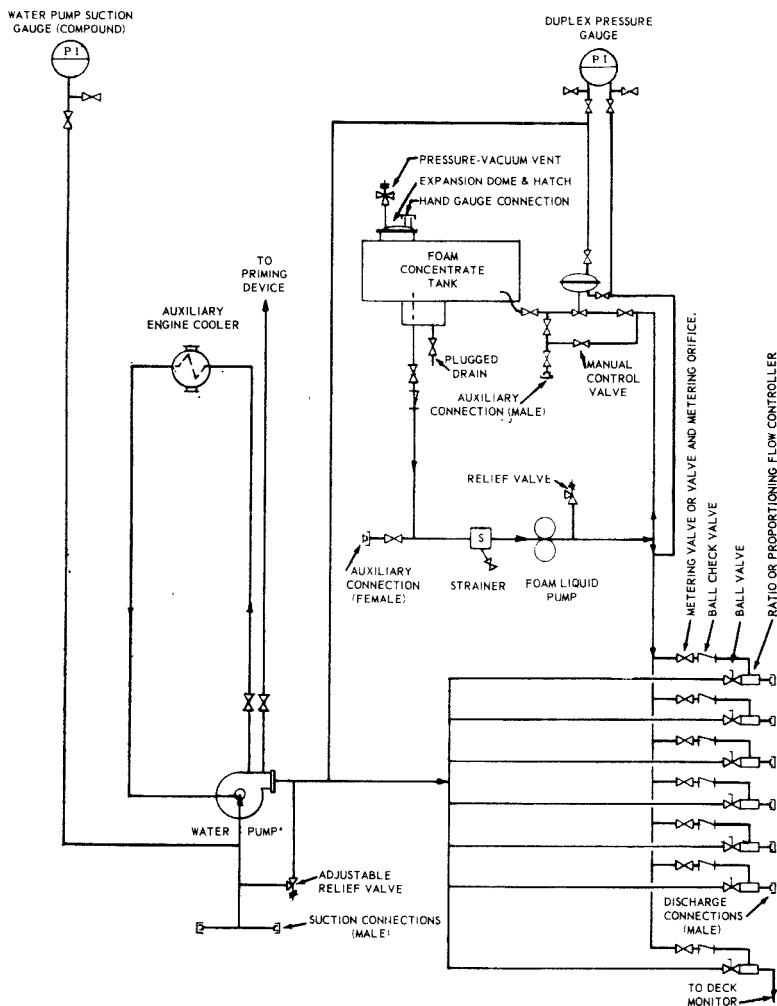 WATER PUMP SUCTION
GAUGE (COMPOUND)
P I
DUPLEX PRESSURE
GAUGE
P I
PRESSURE-VACUUM VENT
EXPANSION DOME & HATCH
HAND GAUGE CONNECTION
FOAM
CONCENTRATE
TANK
TO
PRIMING
DEVICE
AUXILIARY
ENGINE COOLER
PLUGGED
DRAIN
MANUAL
CONTROL
VALVE
AUXILIARY
CONNECTION (MALE)
RELIEF VALVE
S
AUXILIARY
CONNECTION
(FEMALE)
STRAINER
FOAM LIQUID
PUMP
METERING VALVE OR VALVE AND METERING ORIFICE.
BALL CHECK VALVE
BALL VALVE
RATIO OR PROPORTIONING FLOW CONTROLLER
WATER PUMP*
ADJUSTABLE
RELIEF VALVE
SUCTION CONNECTIONS
(MALE)
DISCHARGE
CONNECTIONS
(MALE)
TO DECK
MONITOR